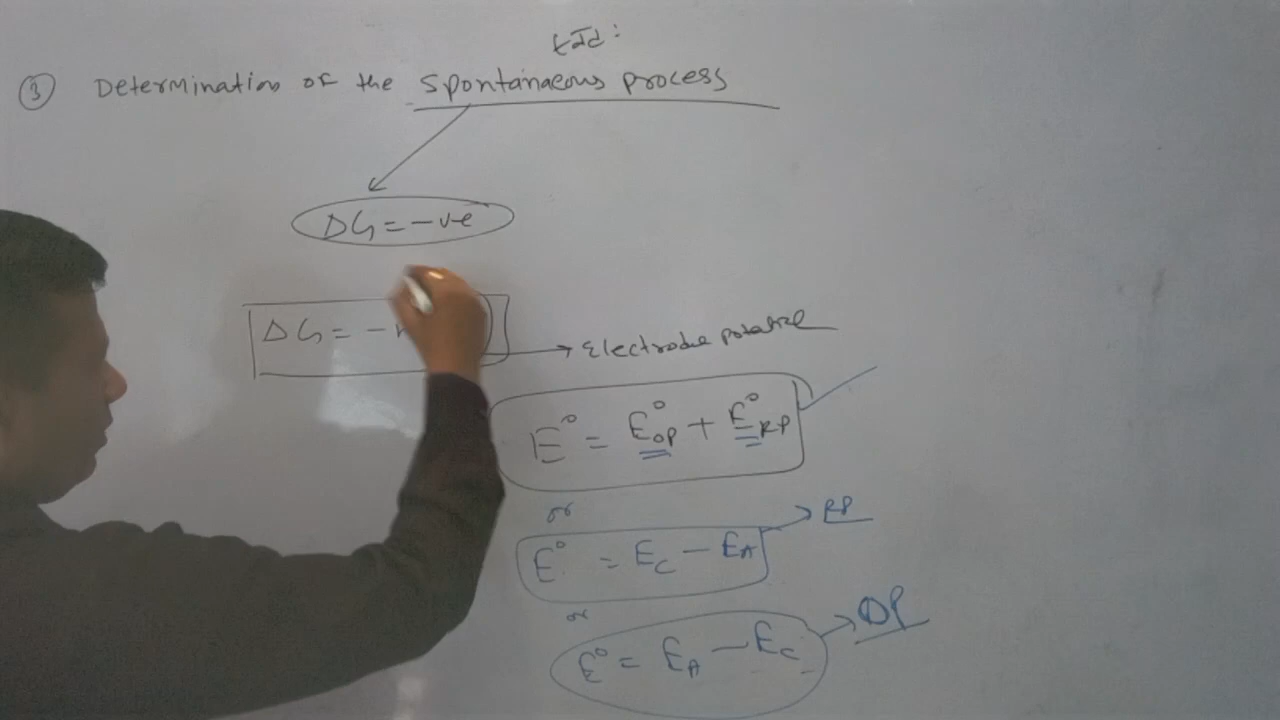 ③ Determination of the spontanaeous process
ΔG = -ve
ΔG = -
Electrode
E° = E°OP + E°RP
or
E° = EC - EA
RP
or
E° = EA - EC
OP